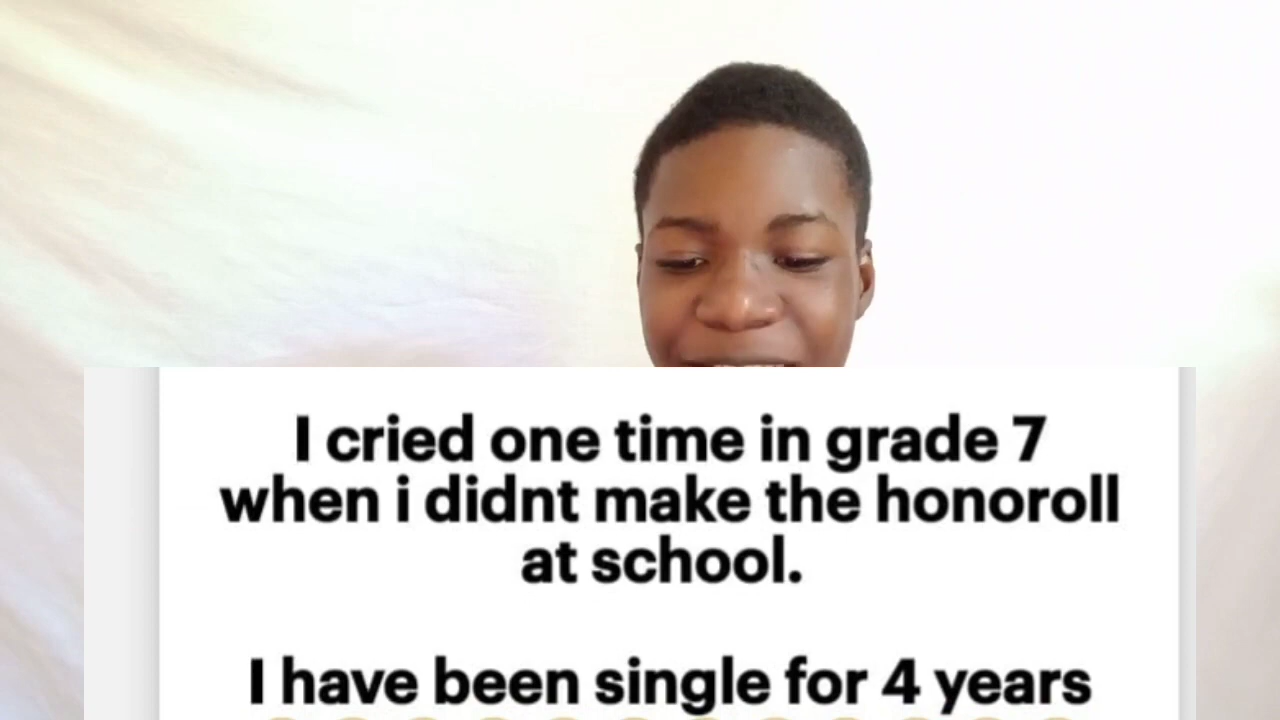 I cried one time in grade 7
when i didnt make the honoroll
at school.
I have been single for 4 years